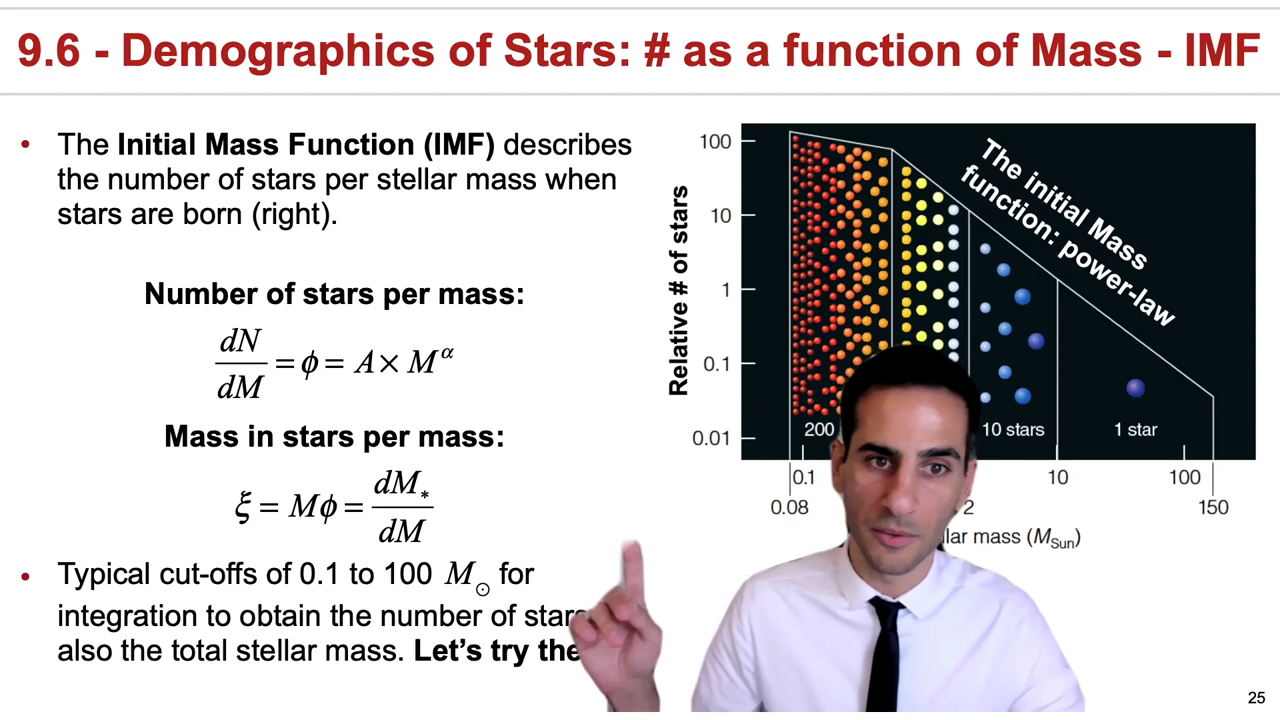 9.6 - Demographics of Stars: # as a function of Mass - IMF
• The Initial Mass Function (IMF) describes
the number of stars per stellar mass when
stars are born (right).
Number of stars per mass:
dN/dM = ϕ = A × M^α
Mass in stars per mass:
ξ = Mϕ = dM_*/dM
• Typical cut-offs of 0.1 to 100 M_⊙ for
integration to obtain the number of stars
also the total stellar mass. Let's try the
Relative # of stars
100
10
1
0.1
0.01
The initial Mass
function: power-law
200
10 stars
1 star
0.1
10
100
0.08
2
150
mass (M_Sun)
25